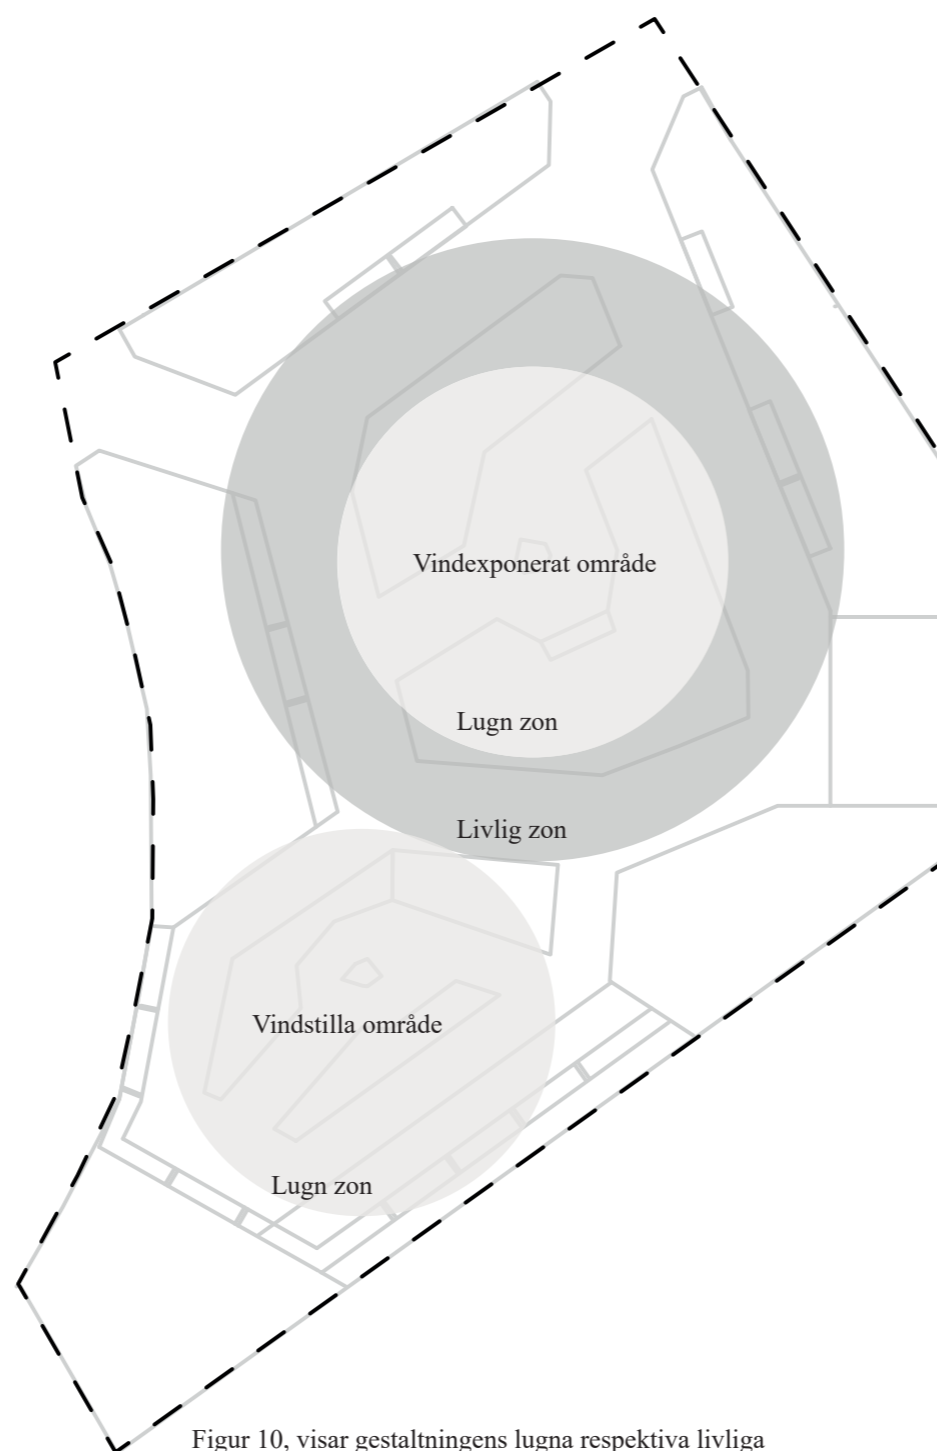 Vindexponerat område
Lugn zon
Livlig zon
Vindstilla område
Lugn zon
Figur 10, visar gestaltningens lugna respektiva livliga